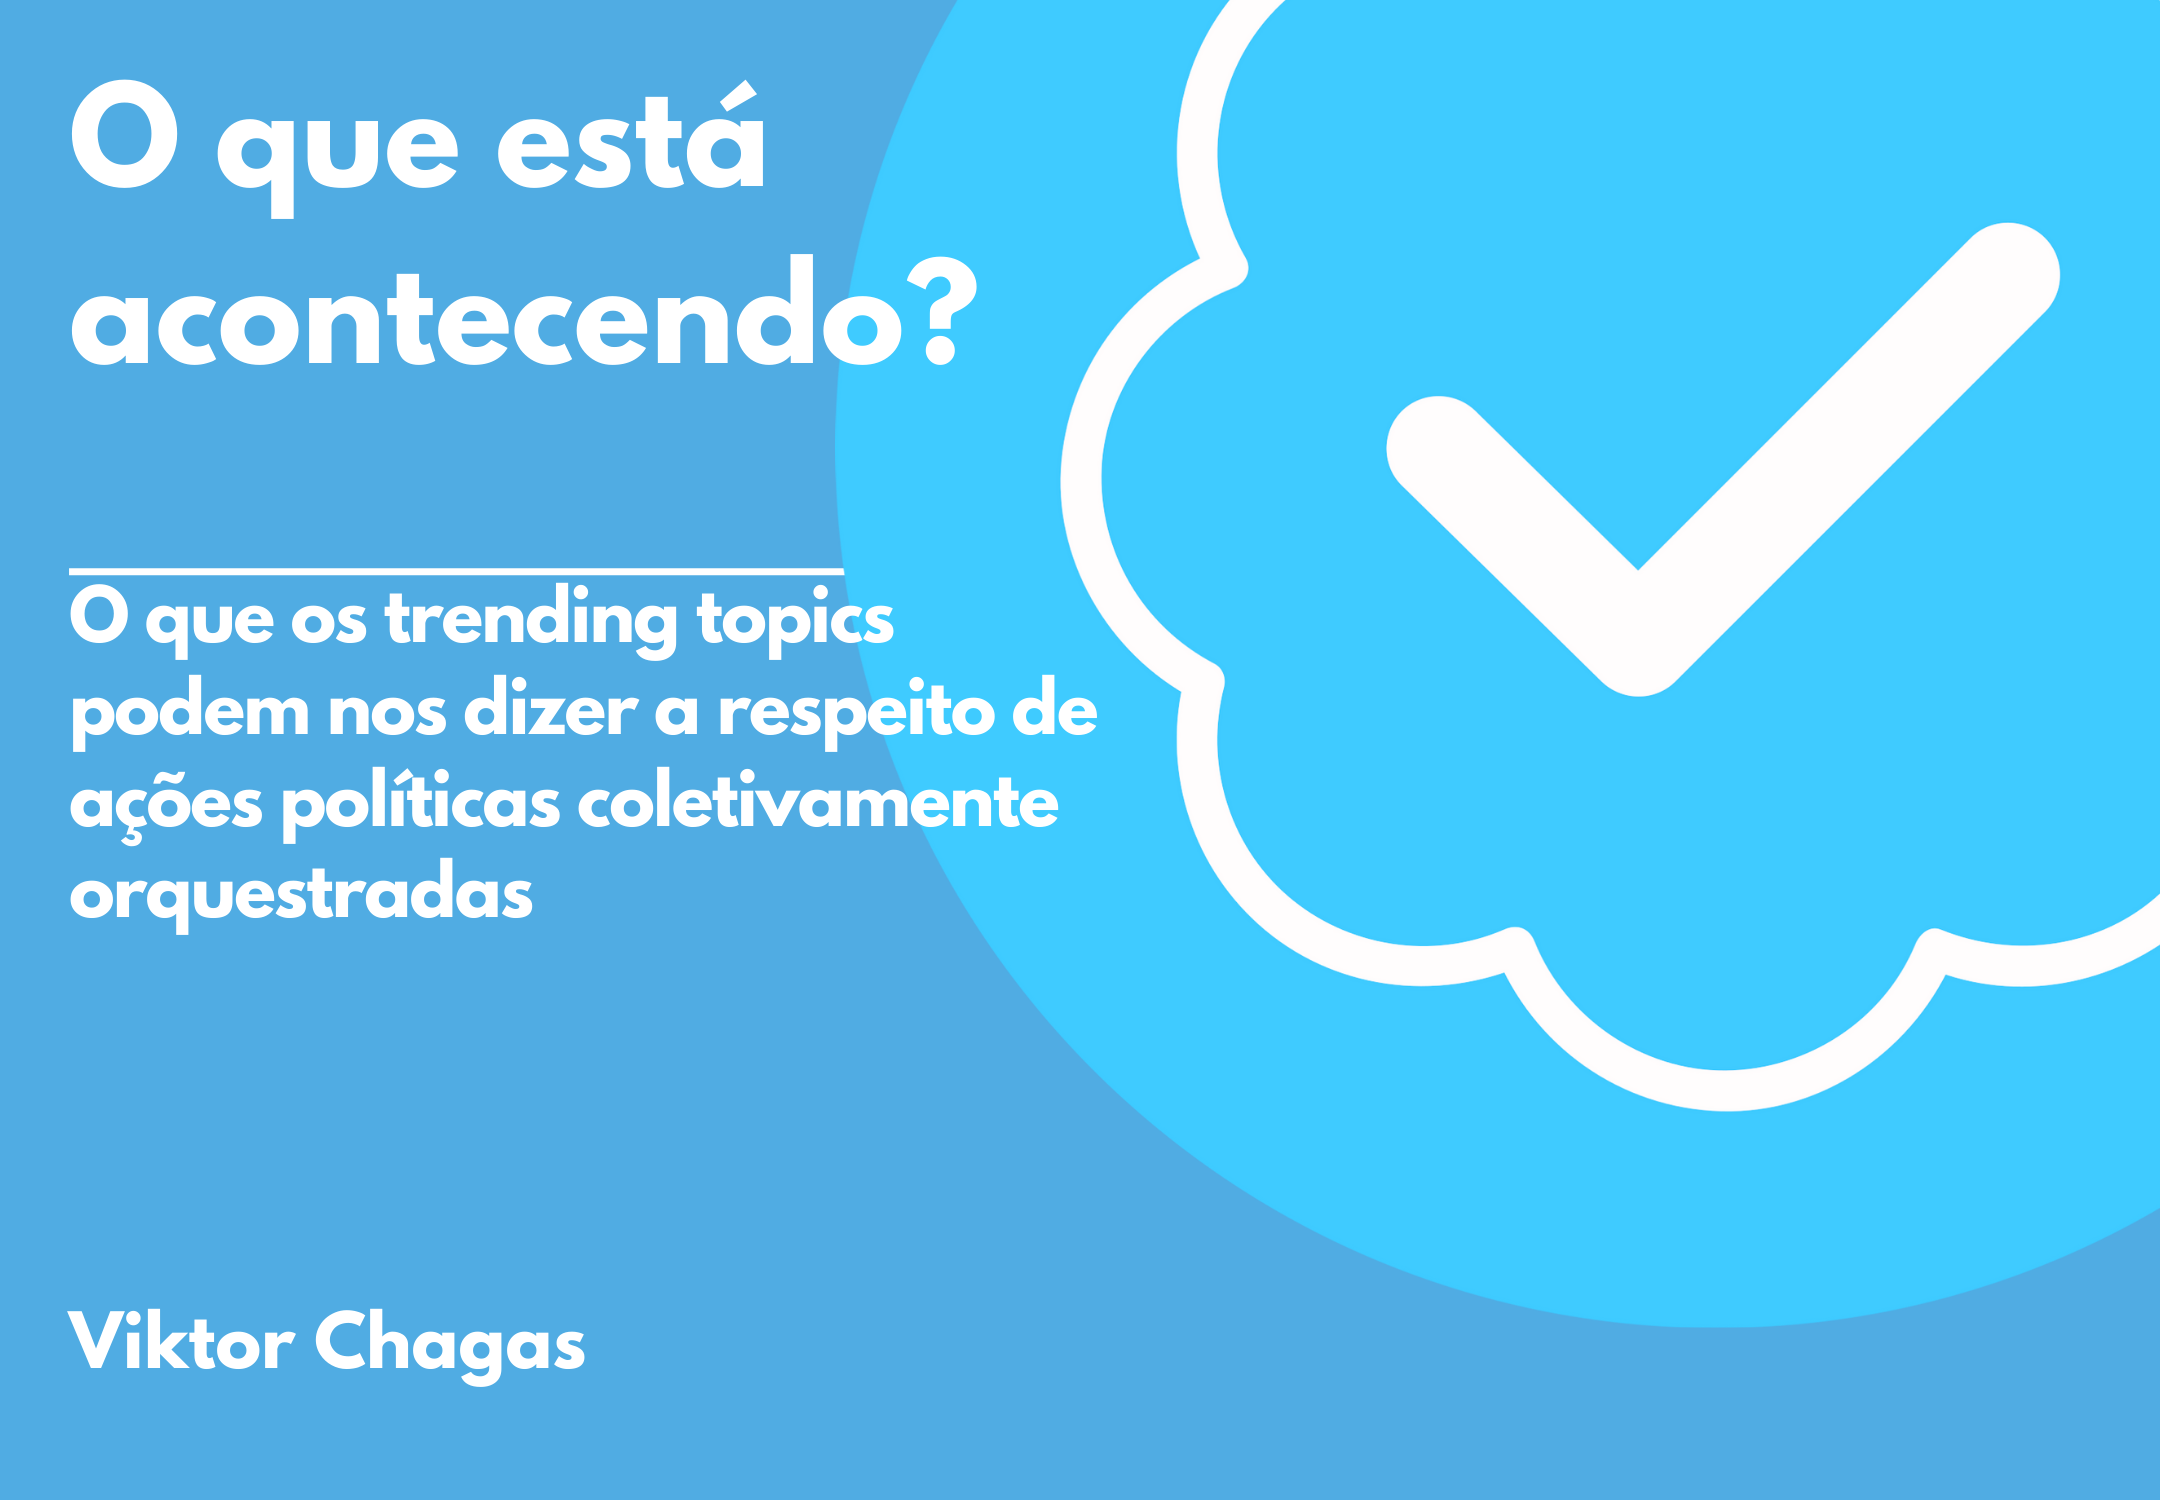 O que está
acontecendo?
O que os trending topics
podem nos dizer a respeito de
ações políticas coletivamente
orquestradas
Viktor Chagas